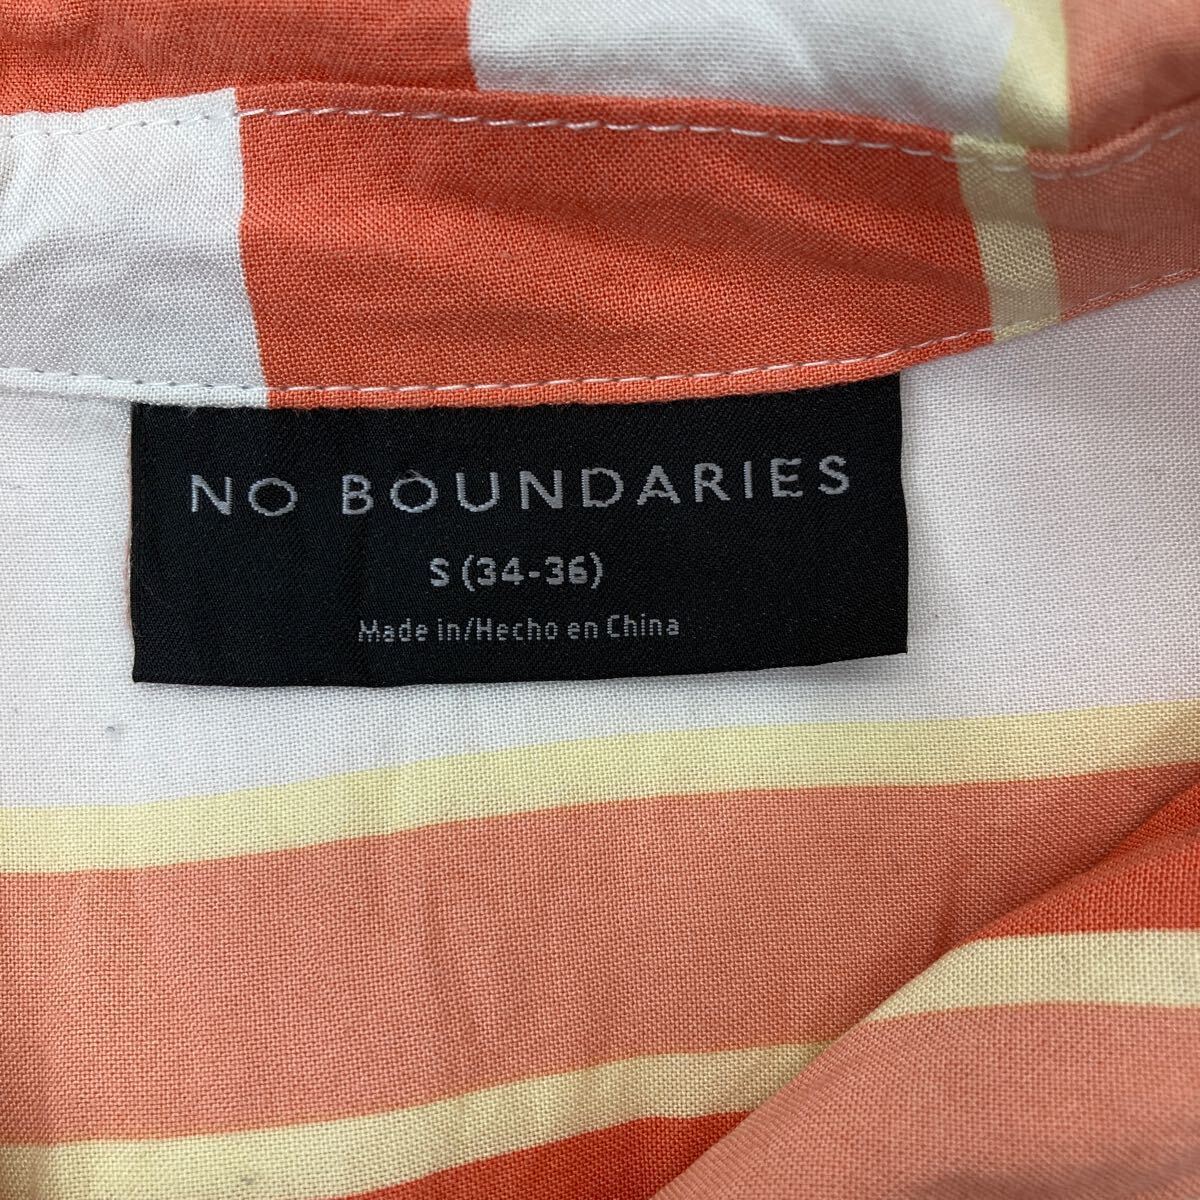 NO BOUNDARIES
S (34-36)
Made in/Hecho en China